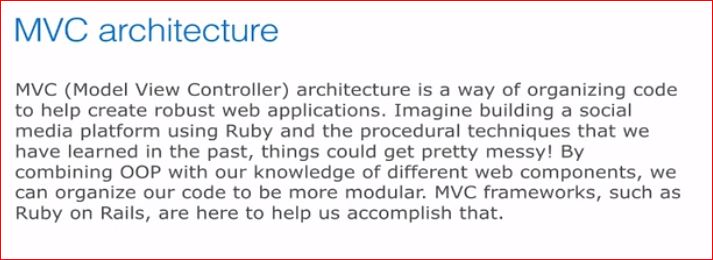 MVC architecture
MVC (Model View Controller) architecture is a way of organizing code
to help create robust web applications. Imagine building a social
media platform using Ruby and the procedural techniques that we
have learned in the past, things could get pretty messy! By
combining OOP with our knowledge of different web components, we
can organize our code to be more modular. MVC frameworks, such as
Ruby on Rails, are here to help us accomplish that.